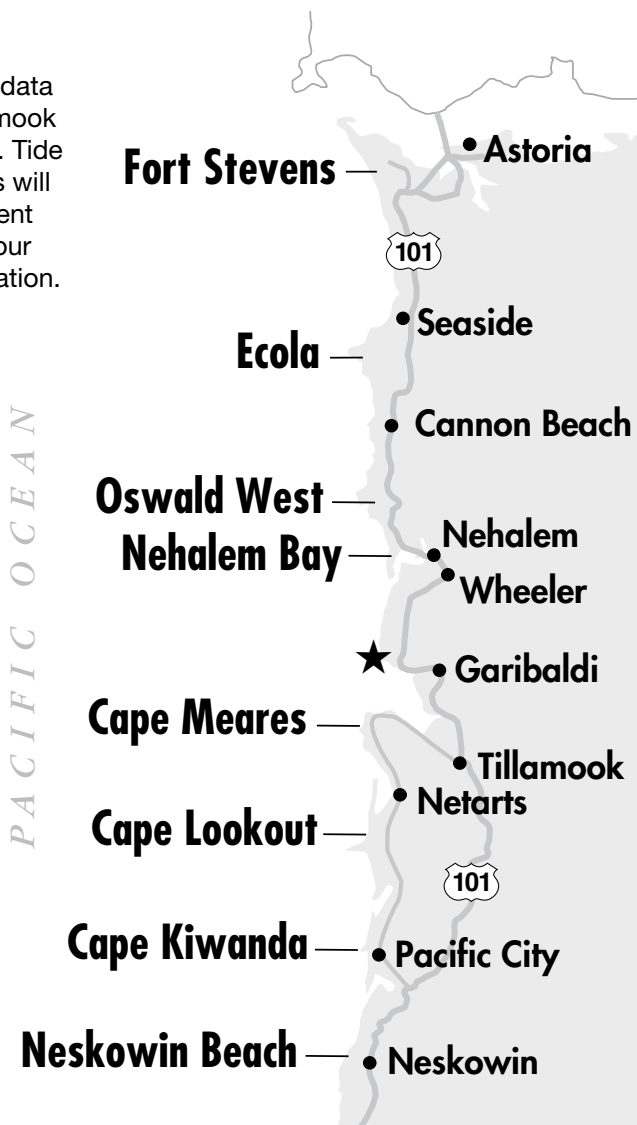 data
mook
. Tide
s will
ent
our
ation.
Astoria
Fort Stevens
101
Seaside
Ecola
Cannon Beach
PACIFIC OCEAN
Oswald West
Nehalem
Nehalem Bay
Wheeler
Garibaldi
Cape Meares
Tillamook
Netarts
Cape Lookout
101
Cape Kiwanda
Pacific City
Neskowin Beach
Neskowin